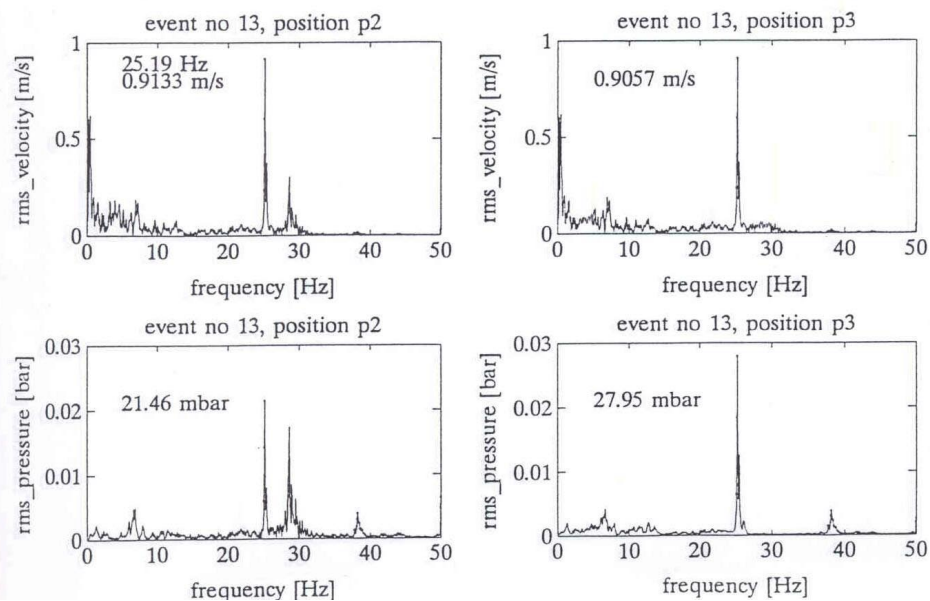 event no 13, position p2
1
0.5
0
rms_velocity [m/s]
25.19 Hz
0.9133 m/s
0 10 20 30 40 50
frequency [Hz]
event no 13, position p3
1
0.5
0
rms_velocity [m/s]
0.9057 m/s
0 10 20 30 40 50
frequency [Hz]
event no 13, position p2
0.03
0.02
0.01
0
rms_pressure [bar]
21.46 mbar
0 10 20 30 40 50
frequency [Hz]
event no 13, position p3
0.03
0.02
0.01
0
rms_pressure [bar]
27.95 mbar
0 10 20 30 40 50
frequency [Hz]